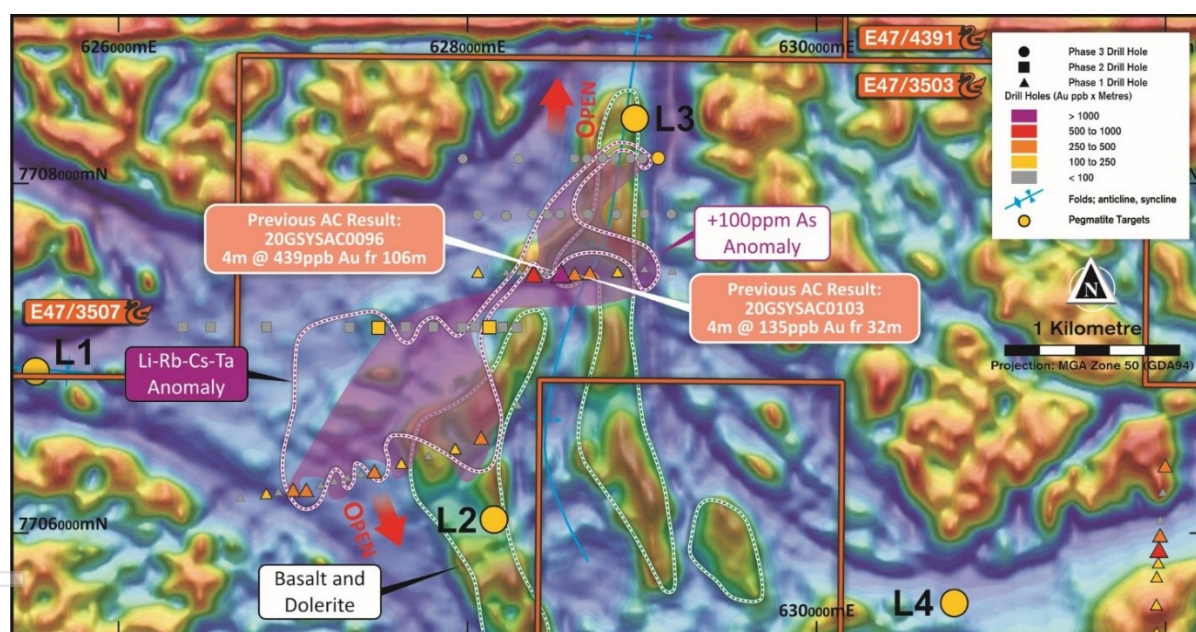 626000mE
628000mE
630000mE
E47/4391
E47/3503
Phase 3 Drill Hole
Phase 2 Drill Hole
Phase 1 Drill Hole
Drill Holes (Au ppb x Metres)
> 1000
500 to 1000
250 to 500
100 to 250
< 100
Folds; anticline, syncline
Pegmatite Targets
OPEN
L3
7708000mN
Previous AC Result:
20GSYSAC0096
4m @ 439ppb Au fr 106m
+100ppm As
Anomaly
Previous AC Result:
20GSYSAC0103
4m @ 135ppb Au fr 32m
N
1 Kilometre
Projection: MGA Zone 50 (GDA94)
E47/3507
L1
Li-Rb-Cs-Ta
Anomaly
7706000mN
OPEN
L2
Basalt and
Dolerite
630000mE
L4